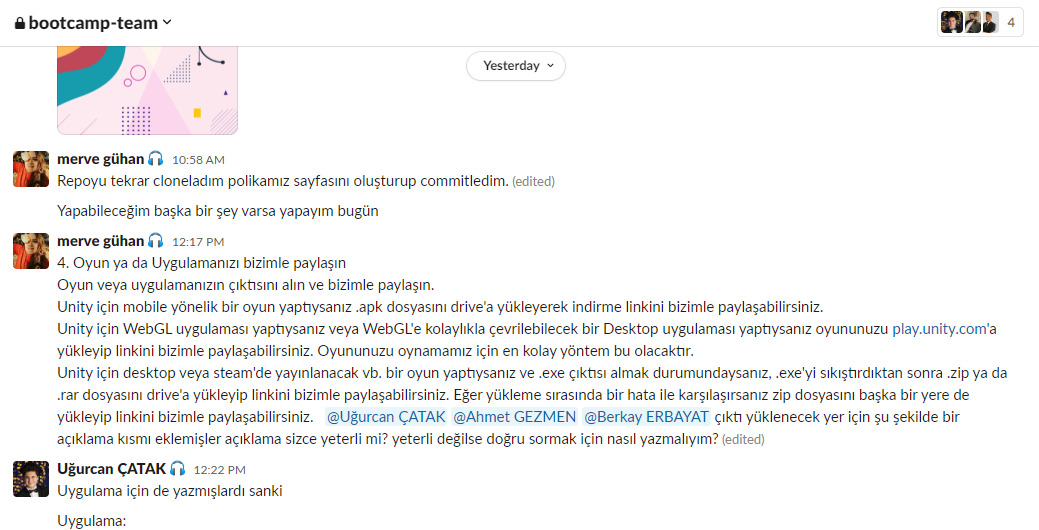 bootcamp-team
4
Yesterday
merve gühan 10:58 AM
Repoyu tekrar cloneladım polikamız sayfasını oluşturup commitledim. (edited)
Yapabileceğim başka bir şey varsa yapayım bugün
merve gühan 12:17 PM
4. Oyun ya da Uygulamanızı bizimle paylaşın
Oyun veya uygulamanızın çıktısını alın ve bizimle paylaşın.
Unity için mobile yönelik bir oyun yaptıysanız .apk dosyasını drive'a yükleyerek indirme linkini bizimle paylaşabilirsiniz.
Unity için WebGL uygulaması yaptıysanız veya WebGL'e kolaylıkla çevrilebilecek bir Desktop uygulaması yaptıysanız oyununuzu play.unity.com'a
yükleyip linkini bizimle paylaşabilirsiniz. Oyununuzu oynamamız için en kolay yöntem bu olacaktır.
Unity için desktop veya steam'de yayınlanacak vb. bir oyun yaptıysanız ve .exe çıktısı almak durumundaysanız, .exe'yi sıkıştırdıktan sonra .zip ya da
.rar dosyasını drive'a yükleyip linkini bizimle paylaşabilirsiniz. Eğer yükleme sırasında bir hata ile karşılaşırsanız zip dosyasını başka bir yere de
yükleyip linkini bizimle paylaşabilirsiniz. @Uğurcan ÇATAK @Ahmet GEZMEN @Berkay ERBAYAT çıktı yüklenecek yer için şu şekilde bir
açıklama kısmı eklemişler açıklama sizce yeterli mi? yeterli değilse doğru sormak için nasıl yazmalıyım? (edited)
Uğurcan ÇATAK 12:22 PM
Uygulama için de yazmışlardı sanki
Uygulama: